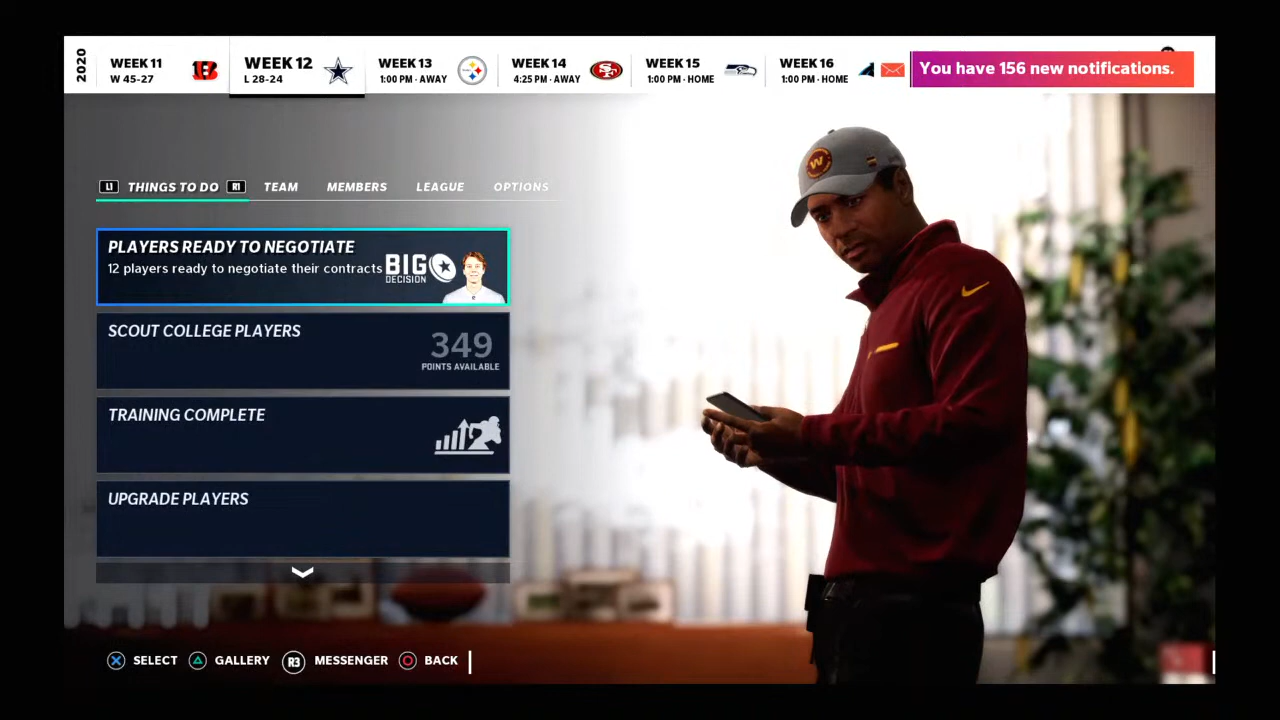 2020
WEEK 11
W 45-27
WEEK 12
L 28-24
WEEK 13
1:00 PM · AWAY
WEEK 14
4:25 PM · AWAY
WEEK 15
1:00 PM · HOME
WEEK 16
1:00 PM · HOME
You have 156 new notifications.
L1 THINGS TO DO R1 TEAM MEMBERS LEAGUE OPTIONS
PLAYERS READY TO NEGOTIATE
12 players ready to negotiate their contracts
BIG
DECISION
SCOUT COLLEGE PLAYERS
349
POINTS AVAILABLE
TRAINING COMPLETE
UPGRADE PLAYERS
W
SELECT GALLERY R3 MESSENGER BACK